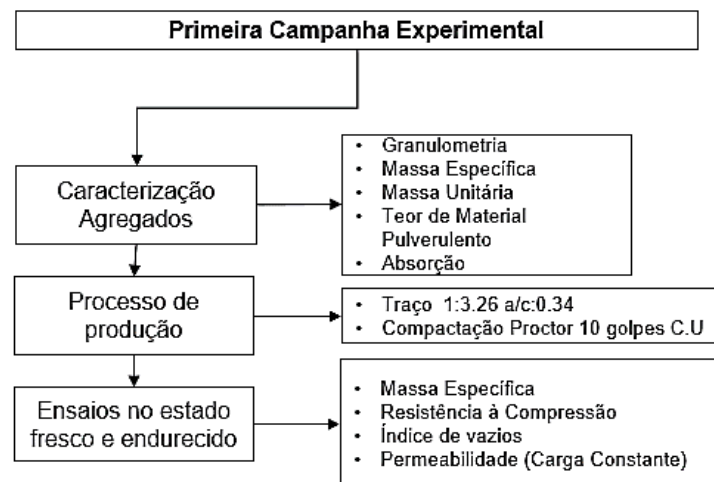 Primeira Campanha Experimental
Caracterização
Agregados
• Granulometria
• Massa Específica
• Massa Unitária
• Teor de Material
Pulverulento
• Absorção
Processo de
produção
• Traço 1:3.26 a/c:0.34
• Compactação Proctor 10 golpes C.U
Ensaios no estado
fresco e endurecido
• Massa Específica
• Resistência à Compressão
• Índice de vazios
• Permeabilidade (Carga Constante)